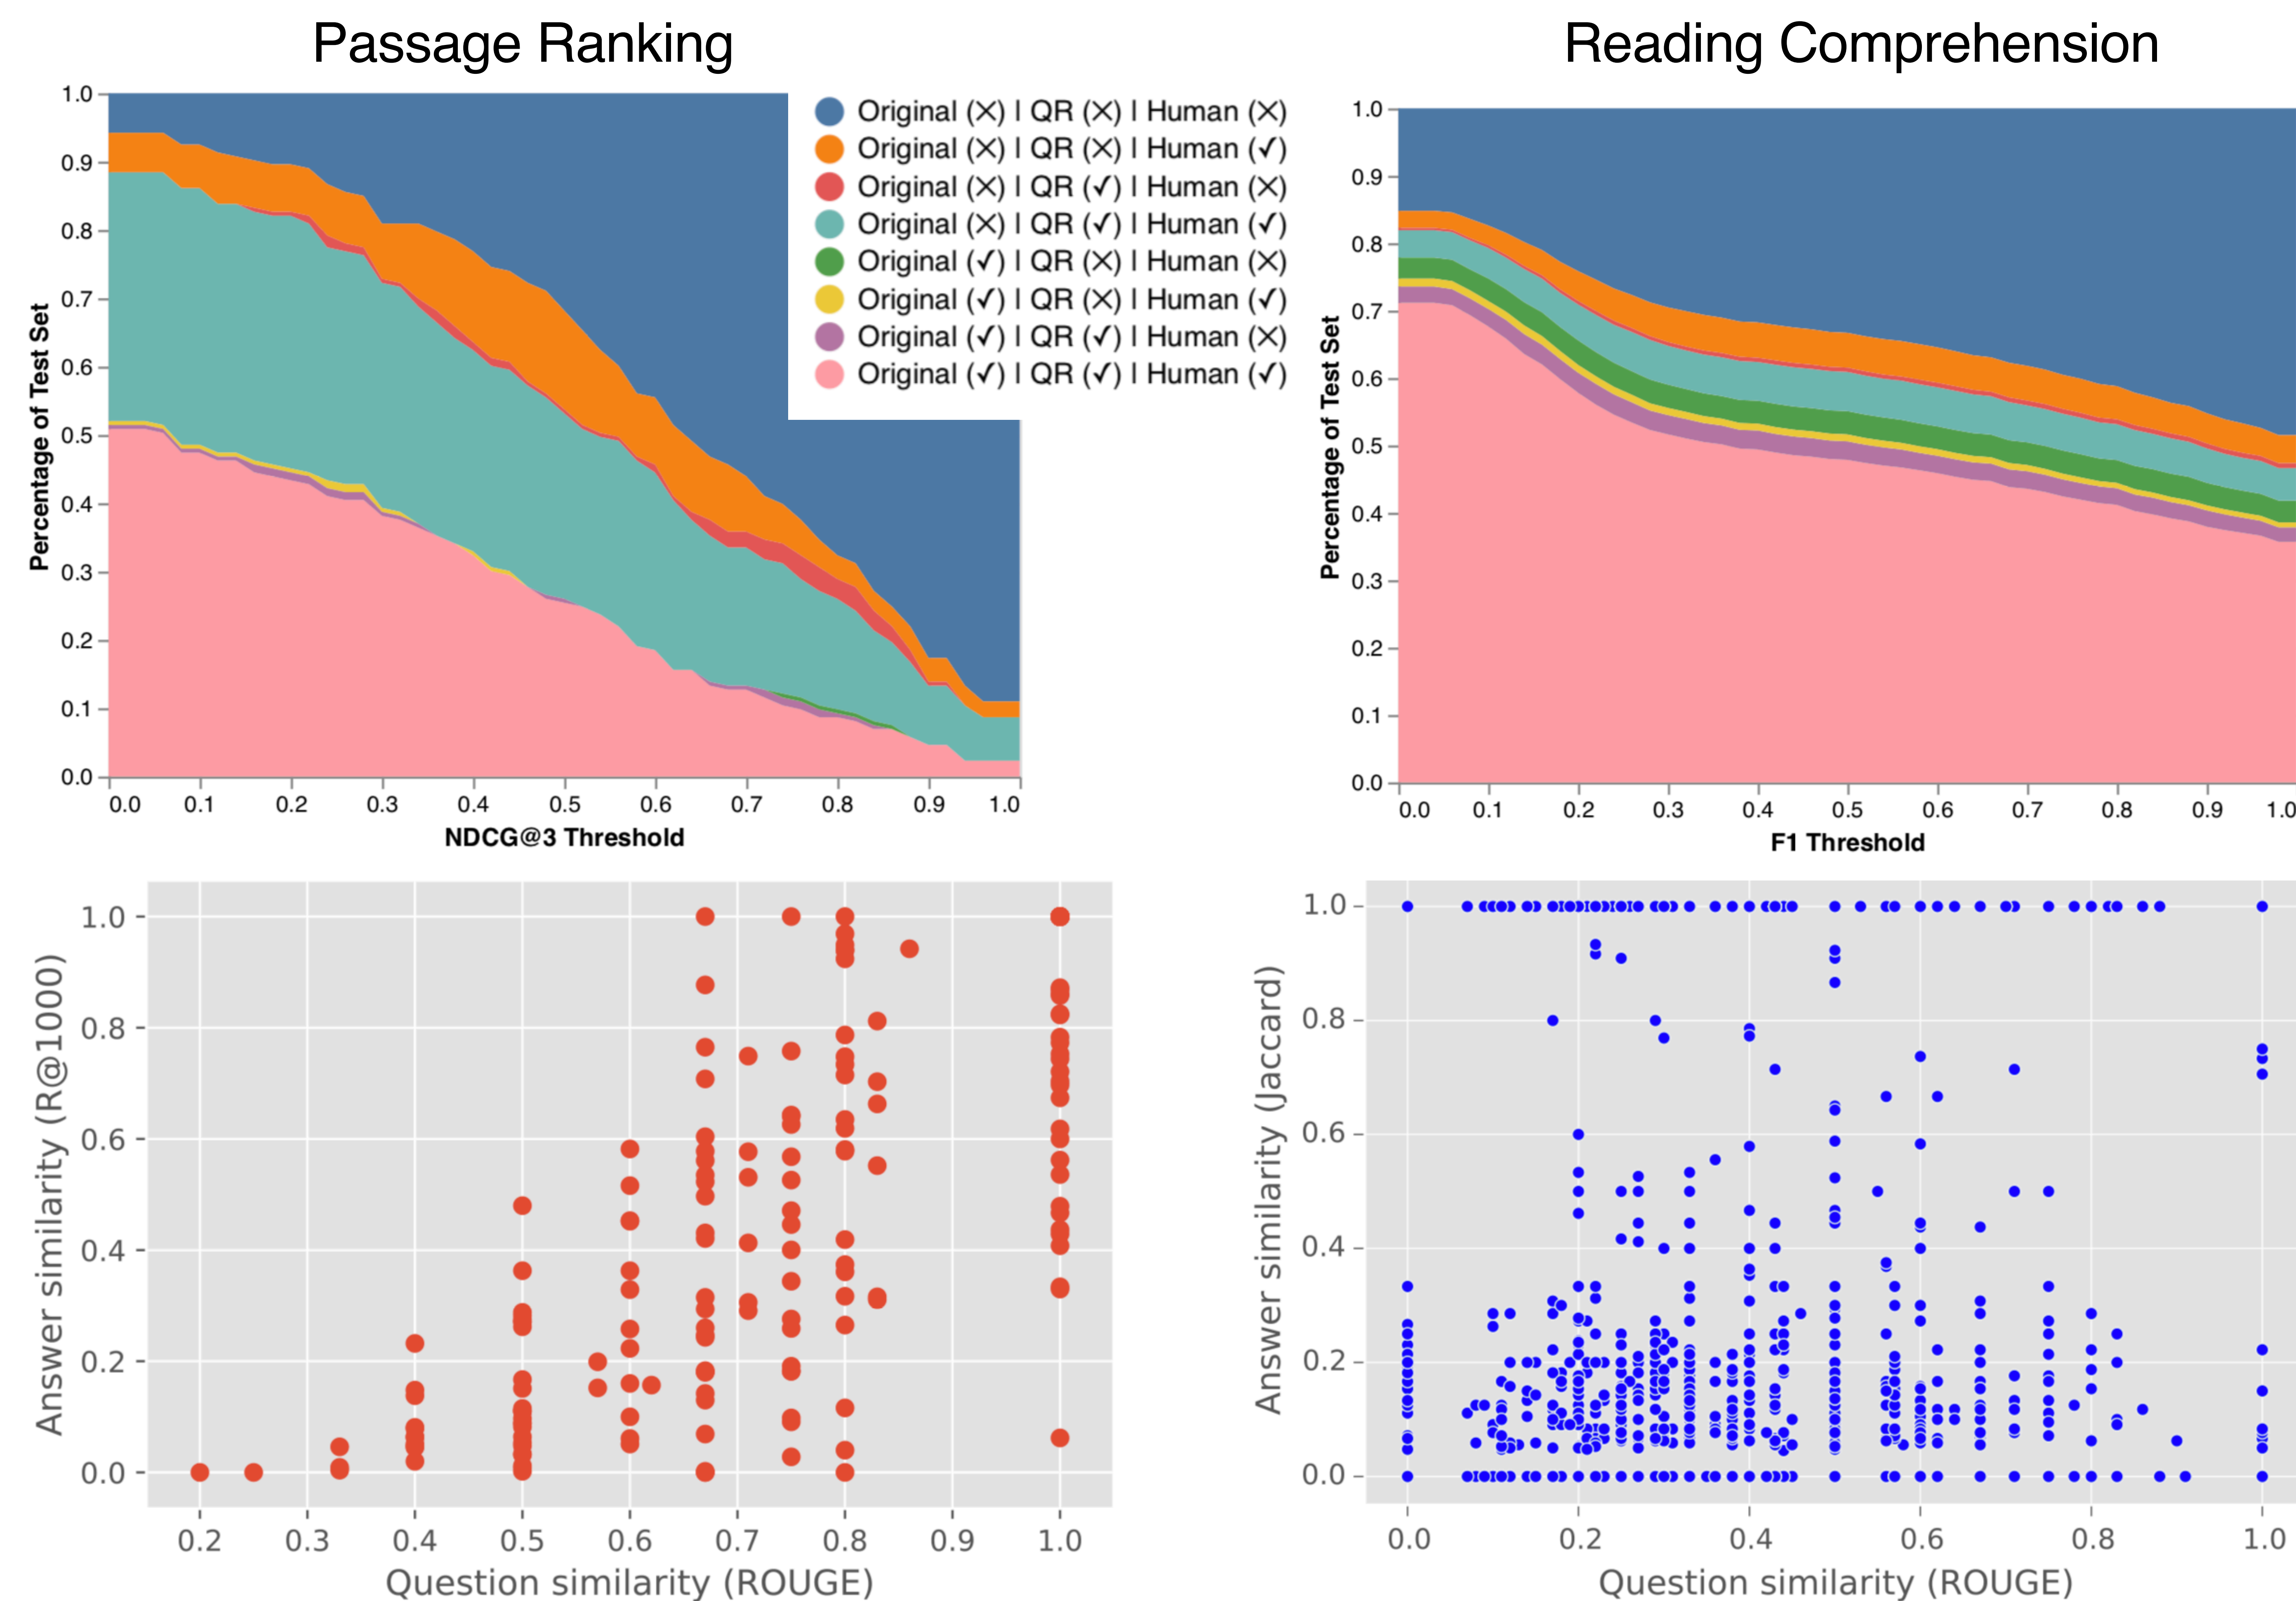 Passage Ranking
Reading Comprehension
1.0
0.9
0.8
0.7
0.6
0.5
0.4
0.3
0.2
0.1
0.0
Percentage of Test Set
0.0 0.1 0.2 0.3 0.4 0.5 0.6 0.7 0.8 0.9 1.0
NDCG@3 Threshold
Original (✕) | QR (✕) | Human (✕)
Original (✕) | QR (✕) | Human (✓)
Original (✕) | QR (✓) | Human (✕)
Original (✕) | QR (✓) | Human (✓)
Original (✓) | QR (✕) | Human (✕)
Original (✓) | QR (✕) | Human (✓)
Original (✓) | QR (✓) | Human (✕)
Original (✓) | QR (✓) | Human (✓)
1.0
0.9
0.8
0.7
0.6
0.5
0.4
0.3
0.2
0.1
0.0
Percentage of Test Set
0.0 0.1 0.2 0.3 0.4 0.5 0.6 0.7 0.8 0.9 1.0
F1 Threshold
1.0
0.8
0.6
0.4
0.2
0.0
Answer similarity (R@1000)
0.2 0.3 0.4 0.5 0.6 0.7 0.8 0.9 1.0
Question similarity (ROUGE)
1.0
0.8
0.6
0.4
0.2
0.0
Answer similarity (Jaccard)
0.0 0.2 0.4 0.6 0.8 1.0
Question similarity (ROUGE)